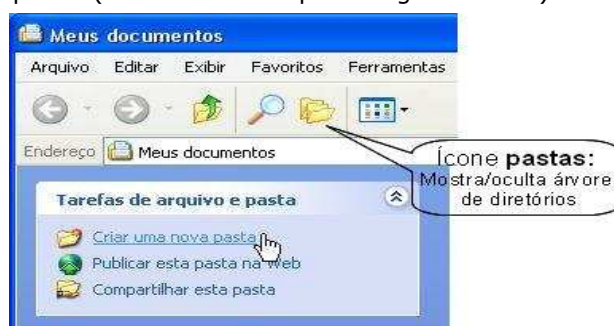 Meus documentos
Arquivo Editar Exibir Favoritos Ferramentas
Endereço Meus documentos
Ícone pastas:
Mostra/oculta árvore
de diretórios
Tarefas de arquivo e pasta
Criar uma nova pasta
Publicar esta pasta na Web
Compartilhar esta pasta